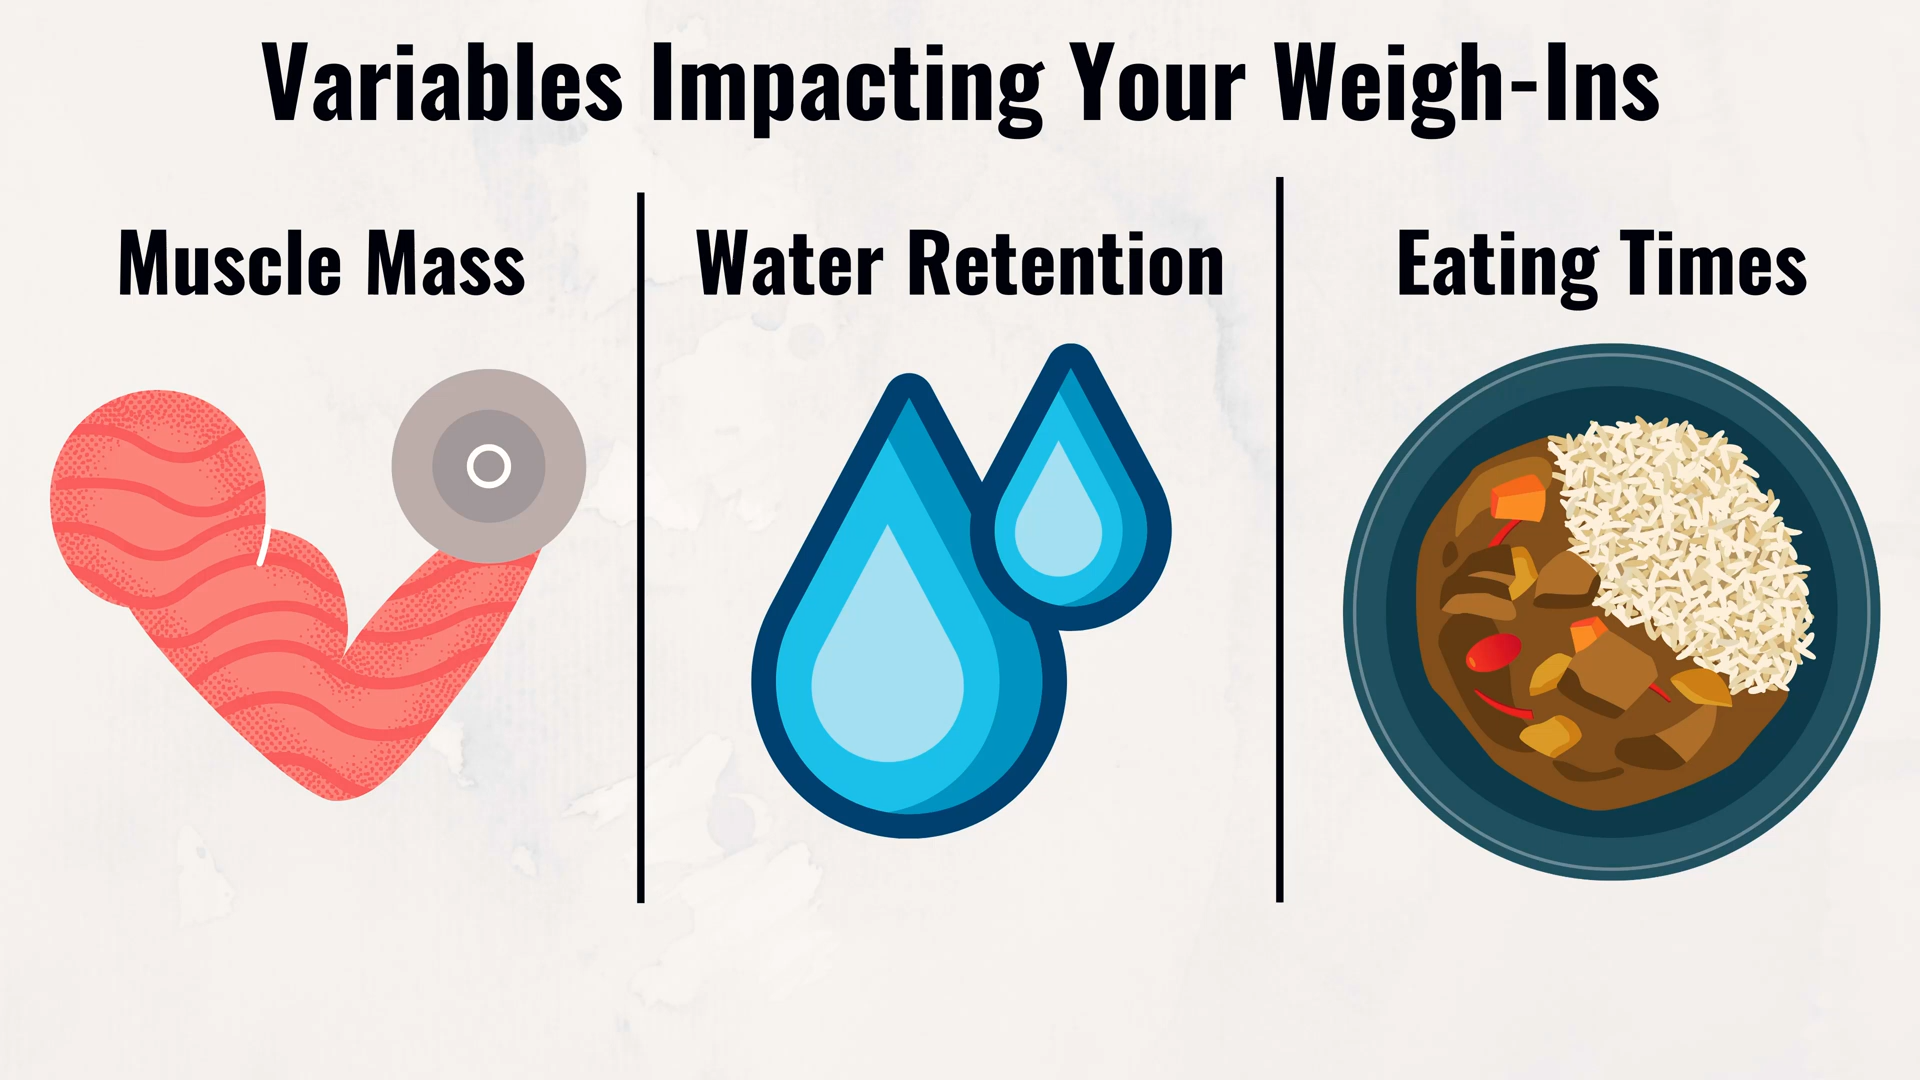 Variables Impacting Your Weigh-Ins
Muscle Mass
Water Retention
Eating Times